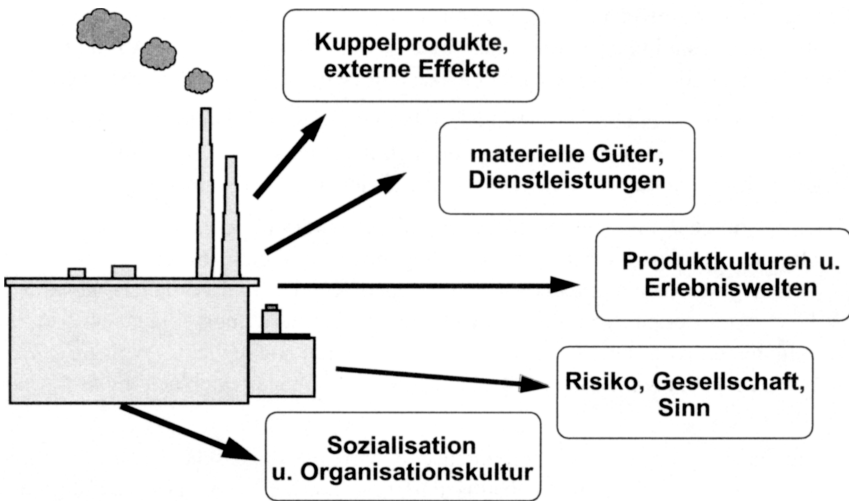 Kuppelprodukte,
externe Effekte
materielle Güter,
Dienstleistungen
Produktkulturen u.
Erlebniswelten
Risiko, Gesellschaft,
Sinn
Sozialisation
u. Organisationskultur